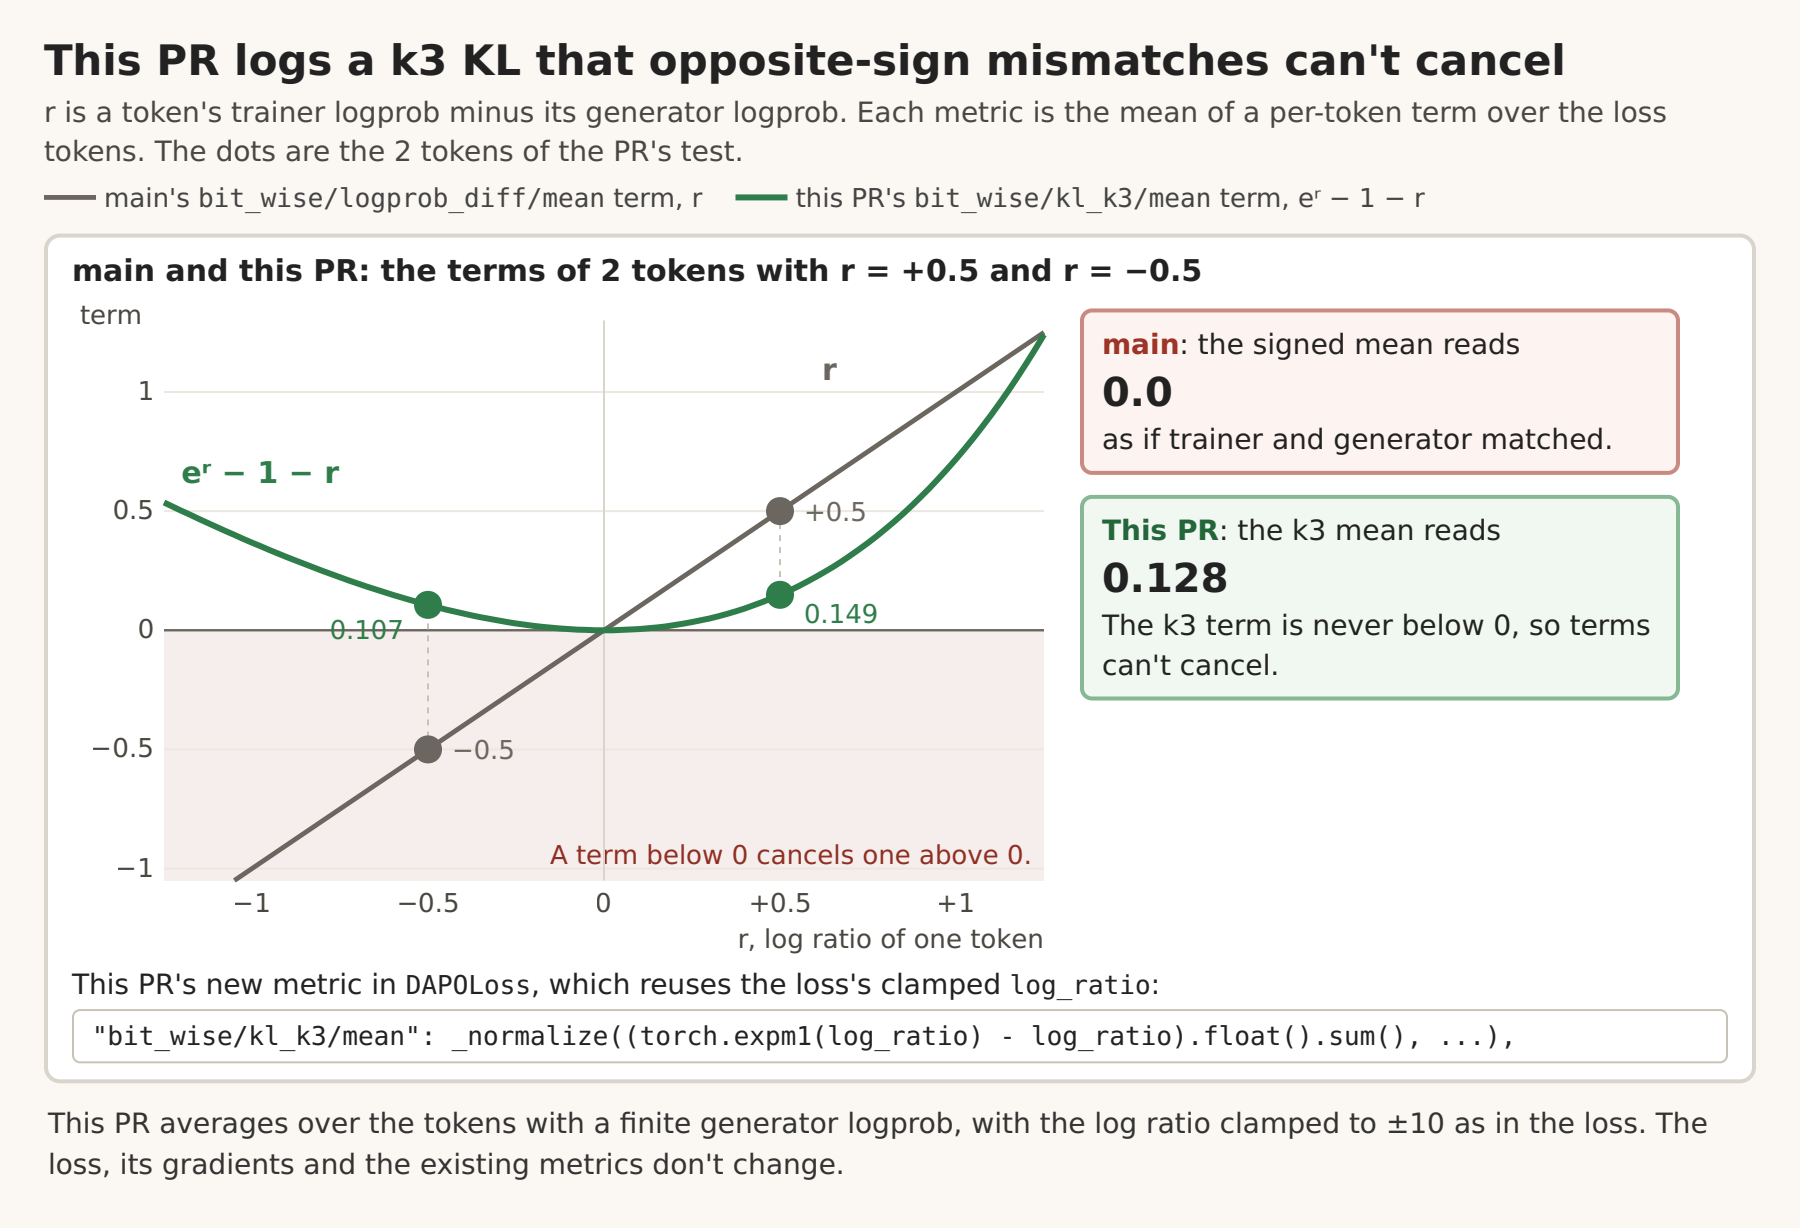 This PR logs a k3 KL that opposite-sign mismatches can't cancel
r is a token's trainer logprob minus its generator logprob. Each metric is the mean of a per-token term over the loss
tokens. The dots are the 2 tokens of the PR's test.
main's bit_wise/logprob_diff/mean term, r
this PR's bit_wise/kl_k3/mean term, eʳ − 1 − r
main and this PR: the terms of 2 tokens with r = +0.5 and r = −0.5
term
1
0.5
0
−0.5
−1
r
eʳ − 1 − r
+0.5
0.149
0.107
−0.5
A term below 0 cancels one above 0.
−1
−0.5
0
+0.5
+1
r, log ratio of one token
main: the signed mean reads
0.0
as if trainer and generator matched.
This PR: the k3 mean reads
0.128
The k3 term is never below 0, so terms
can't cancel.
This PR's new metric in DAPOLoss, which reuses the loss's clamped log_ratio:
"bit_wise/kl_k3/mean": _normalize((torch.expm1(log_ratio) - log_ratio).float().sum(), ...),
This PR averages over the tokens with a finite generator logprob, with the log ratio clamped to ±10 as in the loss. The
loss, its gradients and the existing metrics don't change.